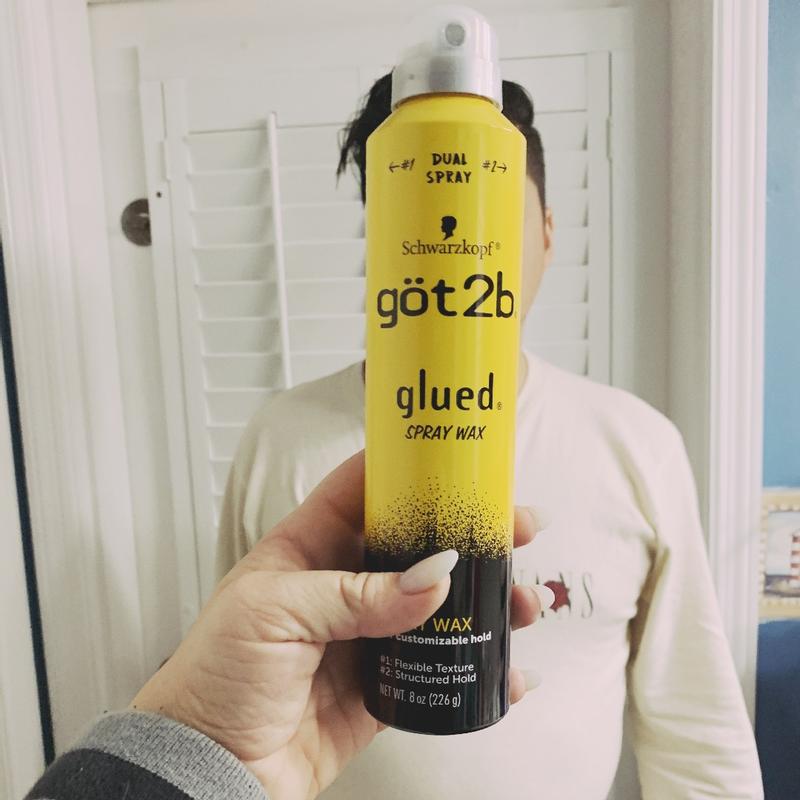 ←#1 DUAL #2→
SPRAY
Schwarzkopf®
göt2b®
glued®
SPRAY WAX
WAX
customizable hold
#1: Flexible Texture
#2: Structured Hold
NET WT. 8 oz (226 g)